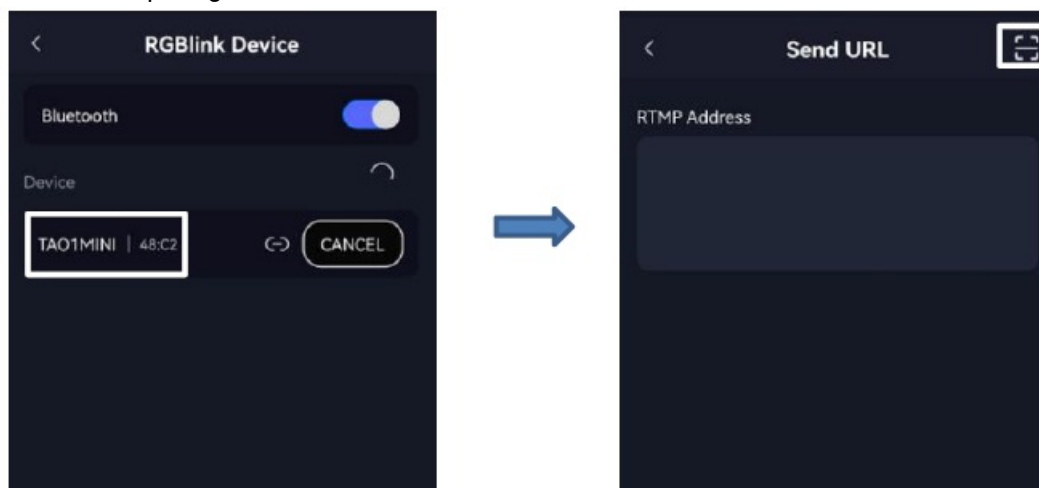 RGBlink Device
Bluetooth
Device
TAO1MINI | 48:C2
CANCEL
Send URL
RTMP Address